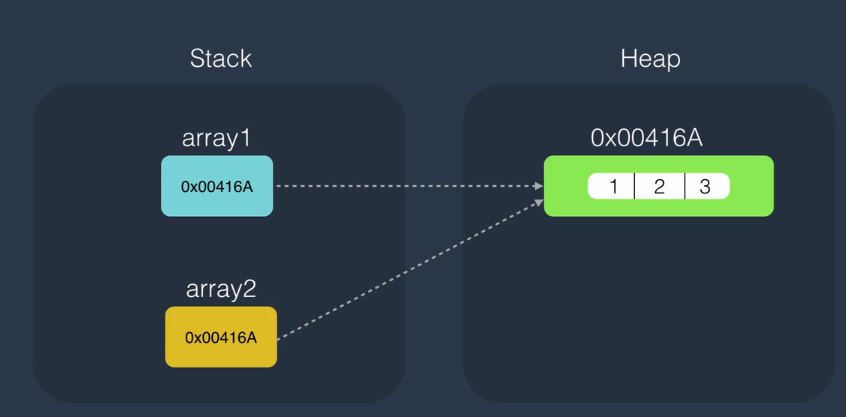 Stack
Heap
array1
0x00416A
0x00416A
1 2 3
array2
0x00416A